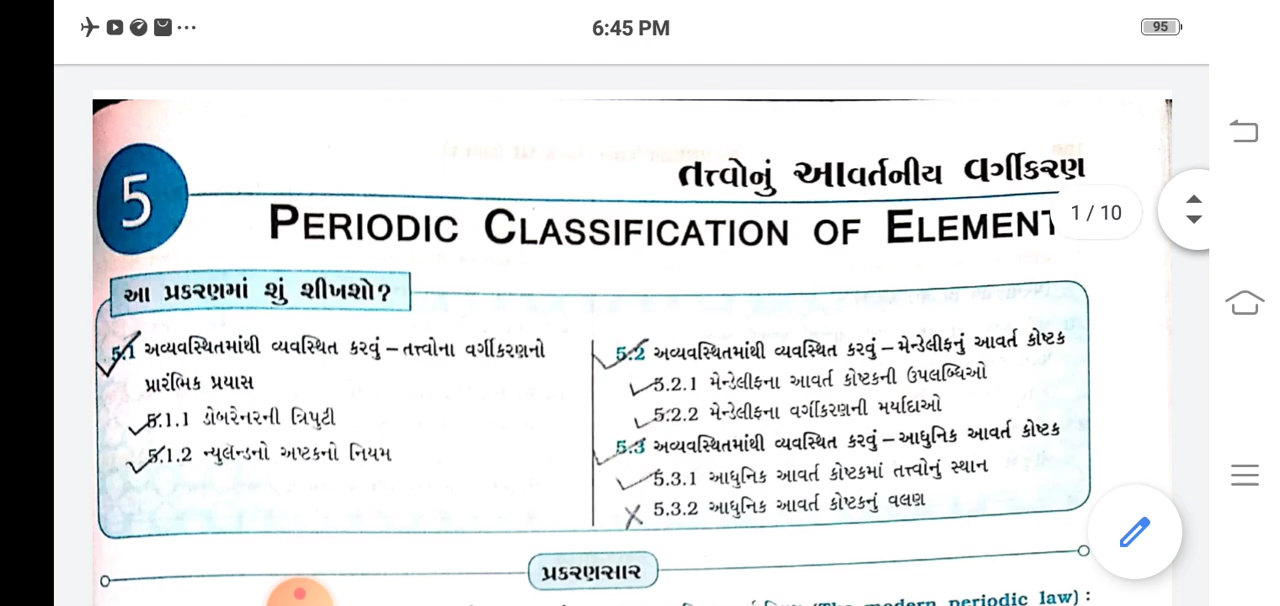 6:45 PM
95
5
તત્ત્વોનું આવર્તનીય વર્ગીકરણ
PERIODIC CLASSIFICATION OF ELEMENT
1 / 10
આ પ્રકરણમાં શું શીખશો?
5.1 અવ્યવસ્થિતમાંથી વ્યવસ્થિત કરવું – તત્ત્વોના વર્ગીકરણનો
પ્રારંભિક પ્રયાસ
5.1.1 ડોબરેનરની ત્રિપુટી
5.1.2 ન્યુલૅન્ડનો અષ્ટકનો નિયમ
5.2 અવ્યવસ્થિતમાંથી વ્યવસ્થિત કરવું – મેન્ડેલીફનું આવર્ત કોષ્ટક
5.2.1 મેન્ડેલીફના આવર્ત કોષ્ટકની ઉપલબ્ધિઓ
5.2.2 મેન્ડેલીફના વર્ગીકરણની મર્યાદાઓ
5.3 અવ્યવસ્થિતમાંથી વ્યવસ્થિત કરવું – આધુનિક આવર્ત કોષ્ટક
5.3.1 આધુનિક આવર્ત કોષ્ટકમાં તત્ત્વોનું સ્થાન
5.3.2 આધુનિક આવર્ત કોષ્ટકનું વલણ
પ્રકરણસાર
modern periodic law) :